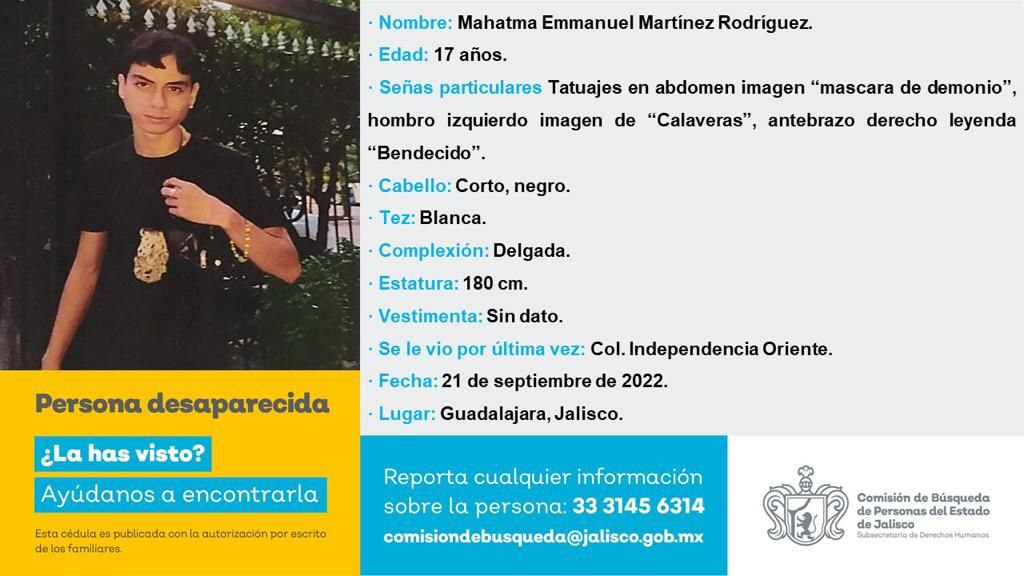 · Nombre: Mahatma Emmanuel Martínez Rodríguez.
· Edad: 17 años.
· Señas particulares Tatuajes en abdomen imagen “mascara de demonio”,
hombro izquierdo imagen de “Calaveras”, antebrazo derecho leyenda
“Bendecido”.
· Cabello: Corto, negro.
· Tez: Blanca.
· Complexión: Delgada.
· Estatura: 180 cm.
· Vestimenta: Sin dato.
· Se le vio por última vez: Col. Independencia Oriente.
· Fecha: 21 de septiembre de 2022.
· Lugar: Guadalajara, Jalisco.
Persona desaparecida
¿La has visto?
Ayúdanos a encontrarla
Esta cédula es publicada con la autorización por escrito
de los familiares.
Reporta cualquier información
sobre la persona: 33 3145 6314
comisiondebusqueda@jalisco.gob.mx
Comisión de Búsqueda
de Personas del Estado
de Jalisco
Subsecretaría de Derechos Humanos